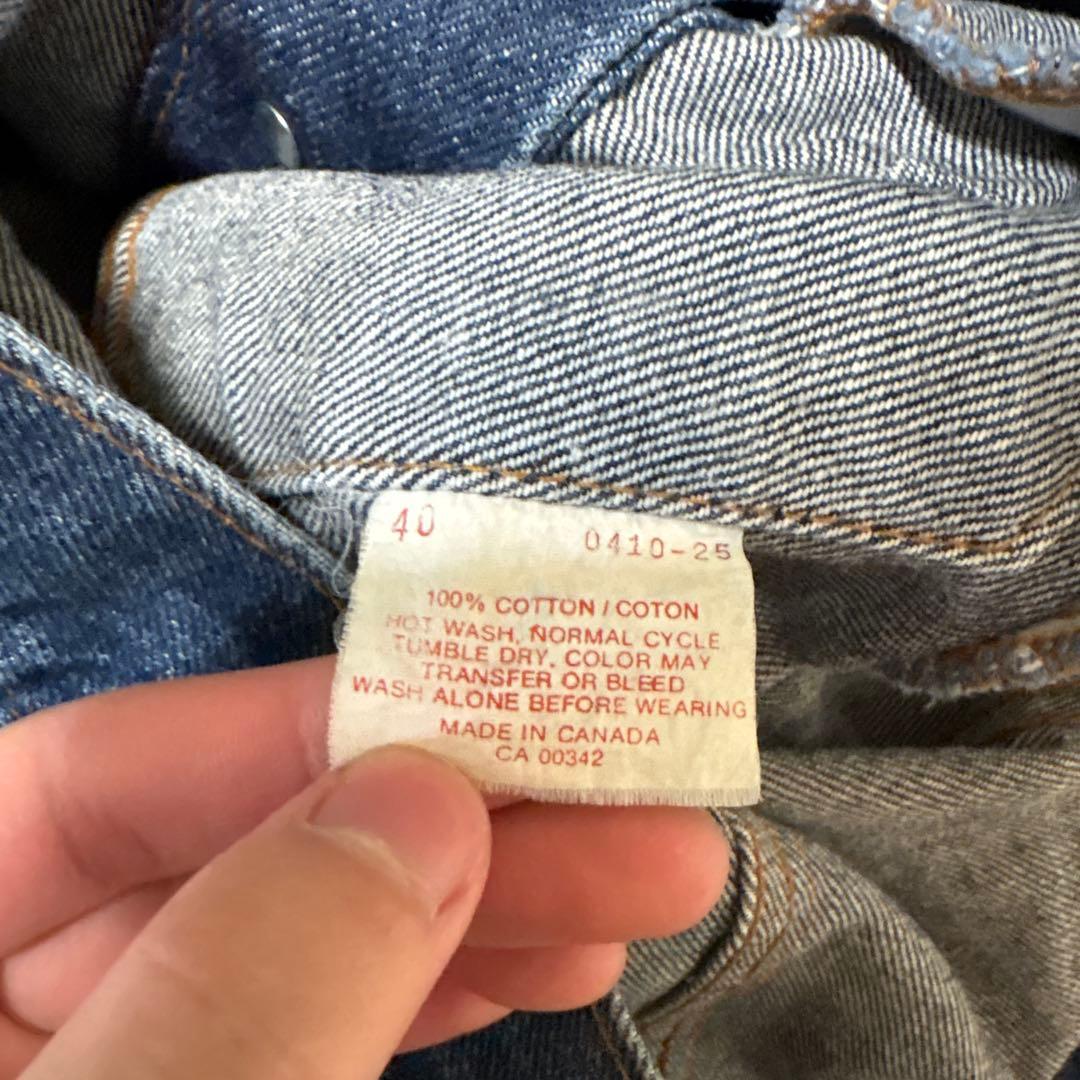 40 0410-25
100% COTTON / COTON
HOT WASH, NORMAL CYCLE
TUMBLE DRY. COLOR MAY
TRANSFER OR BLEED
WASH ALONE BEFORE WEARING
MADE IN CANADA
CA 00342